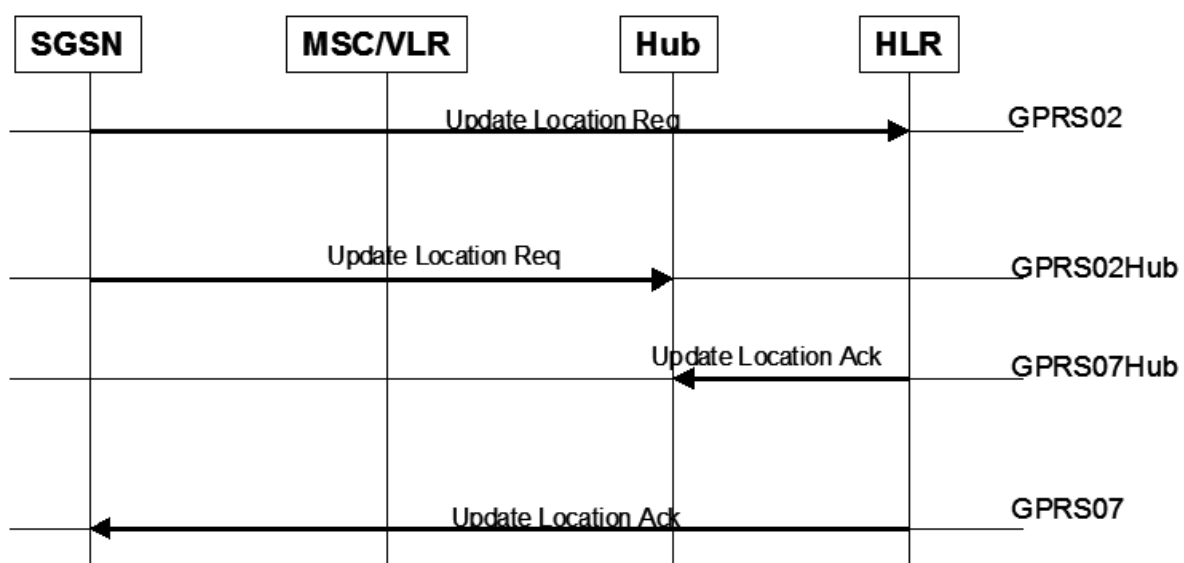 SGSN MSC/VLR Hub HLR
Update Location Req GPRS02
Update Location Req GPRS02Hub
Update Location Ack GPRS07Hub
Update Location Ack GPRS07